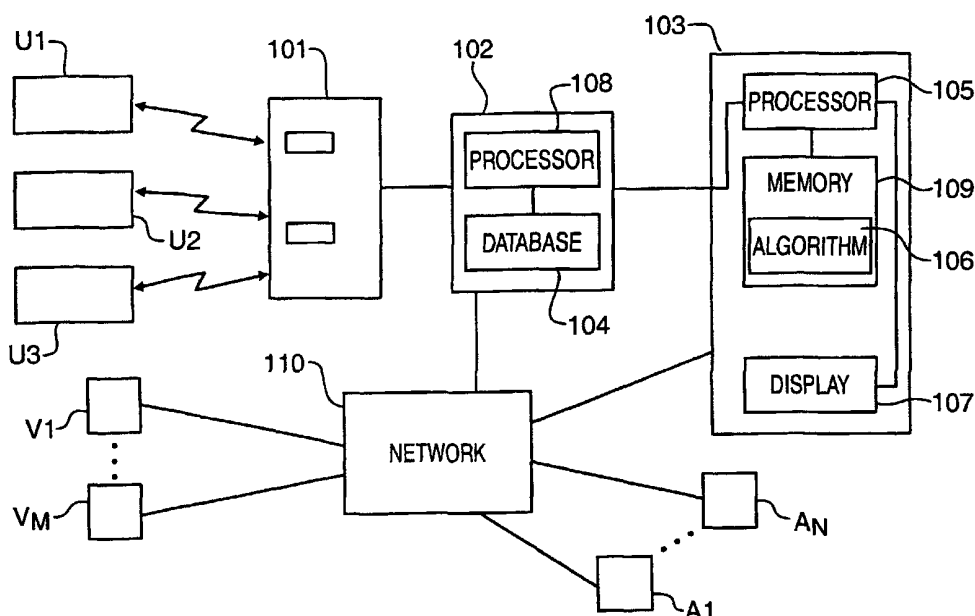 U1
101
102
103
108
105
PROCESSOR
PROCESSOR
MEMORY
109
U2
DATABASE
ALGORITHM
106
104
U3
110
DISPLAY
107
V1
NETWORK
VM
AN
A1